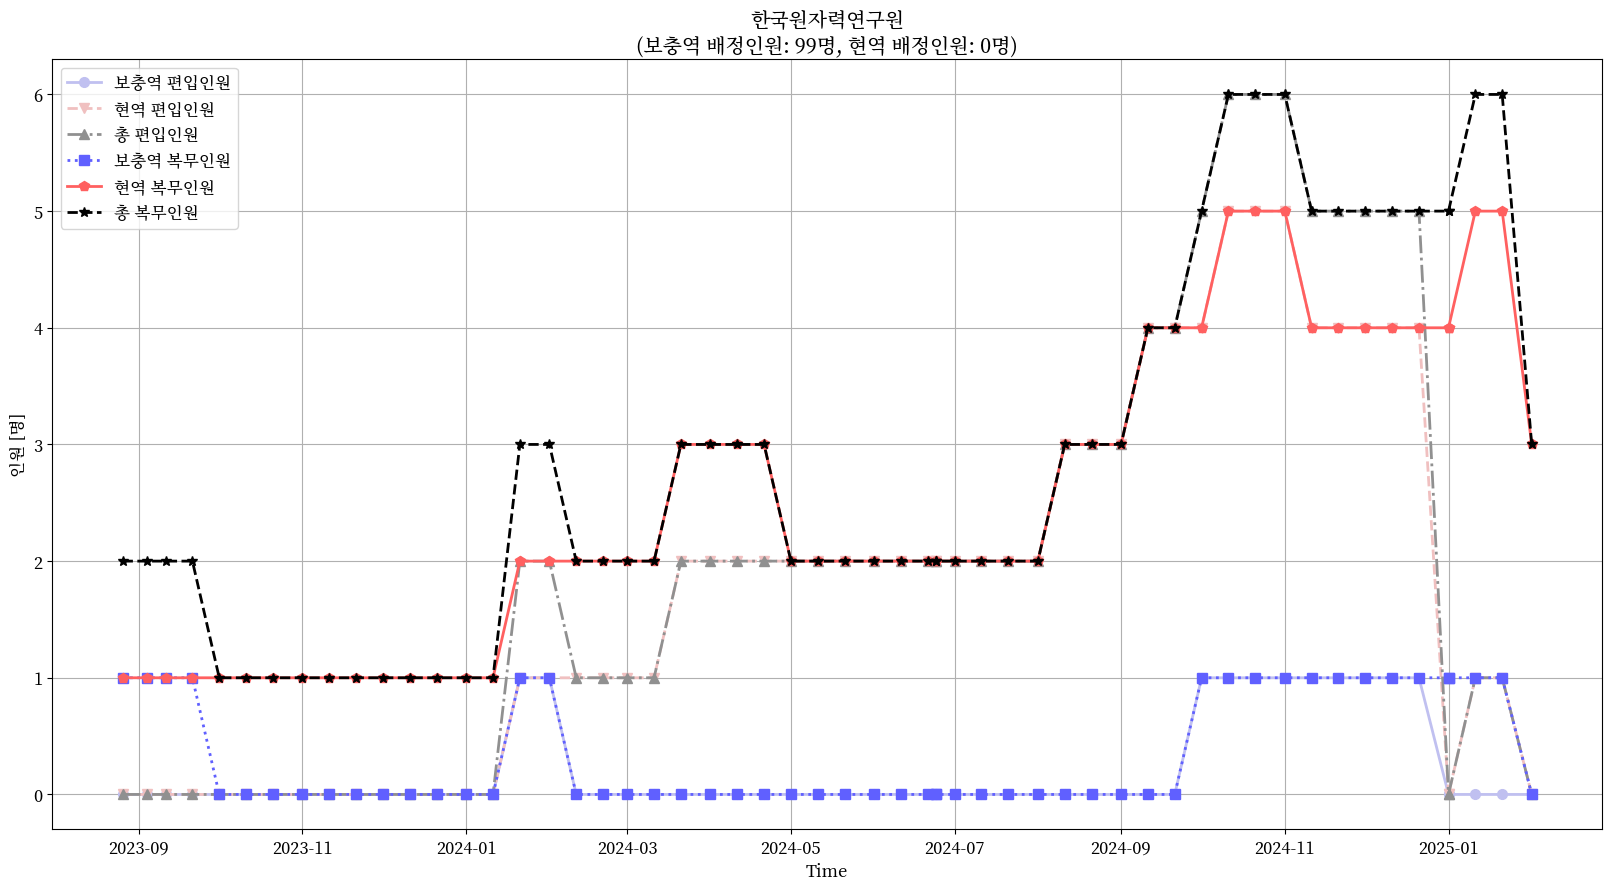 한국원자력연구원
(보충역 배정인원: 99명, 현역 배정인원: 0명)
보충역 편입인원
현역 편입인원
총 편입인원
보충역 복무인원
현역 복무인원
총 복무인원
인원 [명]
6
5
4
3
2
1
0
2023-09
2023-11
2024-01
2024-03
2024-05
2024-07
2024-09
2024-11
2025-01
Time